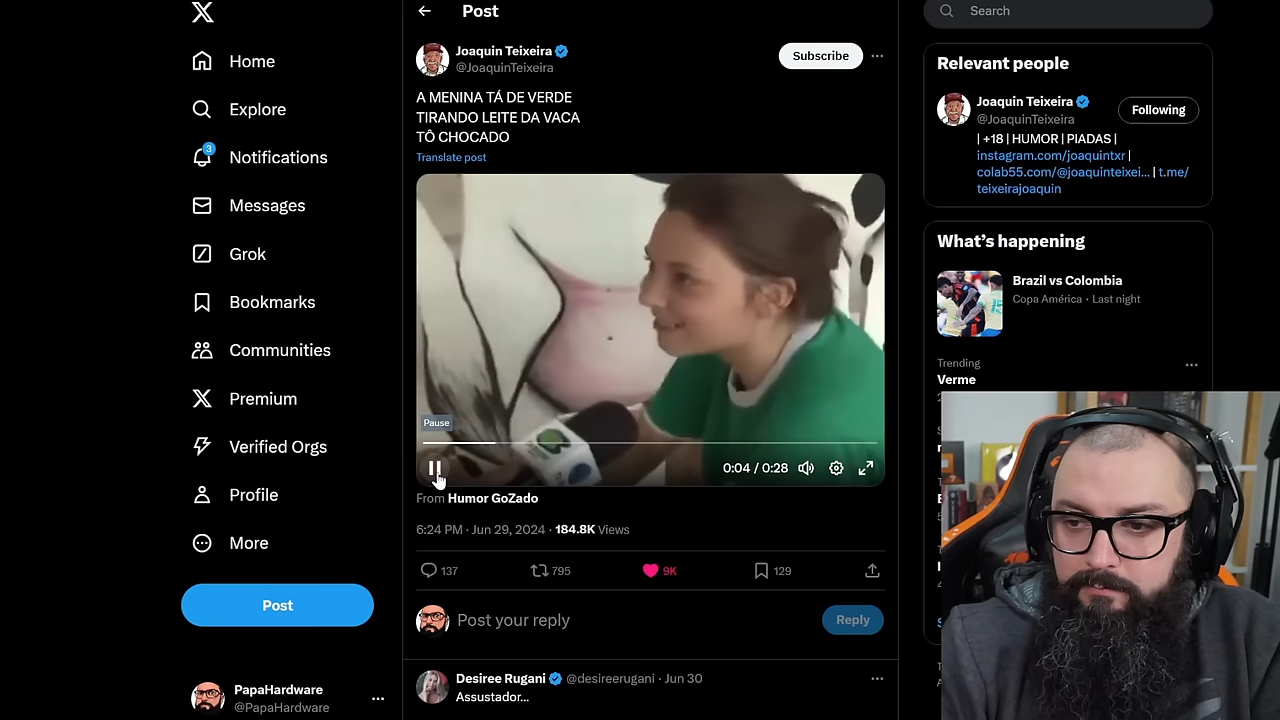 Post
Search
Home
Explore
3
Notifications
Messages
Grok
Bookmarks
Communities
Premium
Verified Orgs
Profile
More
Post
PapaHardware
@PapaHardware
Joaquin Teixeira
@JoaquinTeixeira
Subscribe
A MENINA TÁ DE VERDE
TIRANDO LEITE DA VACA
TÔ CHOCADO
Translate post
Pause
0:04 / 0:28
From Humor GoZado
6:24 PM · Jun 29, 2024 · 184.8K Views
137
795
9K
129
Post your reply
Reply
Desiree Rugani @desireerugani · Jun 30
Assustador...
Relevant people
Joaquin Teixeira
@JoaquinTeixeira
Following
| +18 | HUMOR | PIADAS |
instagram.com/joaquintxr |
colab55.com/@joaquinteixei... | t.me/
teixeirajoaquin
What's happening
Brazil vs Colombia
Copa América · Last night
Trending
Verme